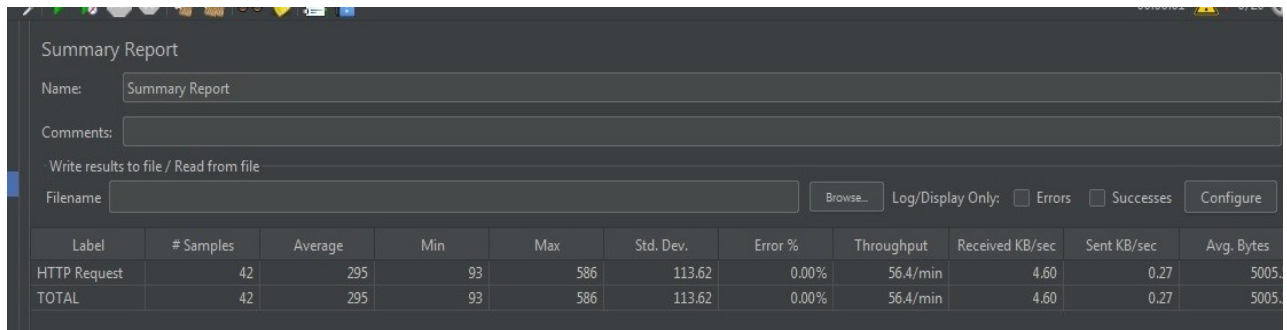 Summary Report
Name: Summary Report
Comments:
Write results to file / Read from file
Filename Browse... Log/Display Only: Errors Successes Configure
Label # Samples Average Min Max Std. Dev. Error % Throughput Received KB/sec Sent KB/sec Avg. Bytes
HTTP Request 42 295 93 586 113.62 0.00% 56.4/min 4.60 0.27 5005.
TOTAL 42 295 93 586 113.62 0.00% 56.4/min 4.60 0.27 5005.